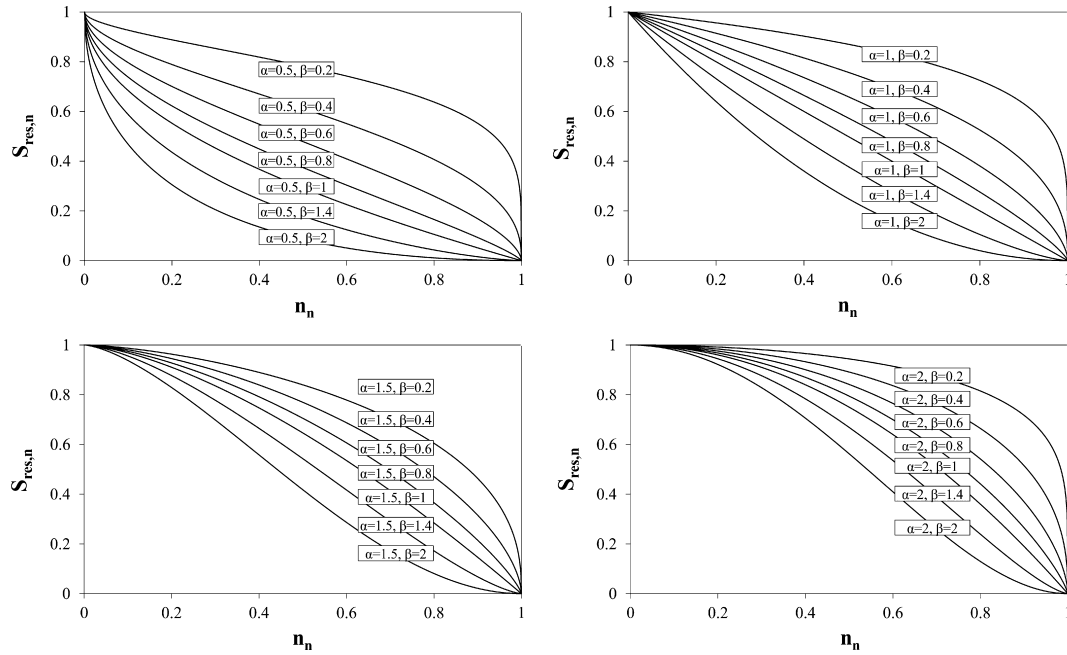 1
0.8
0.6
0.4
0.2
0
S_res,n
α=0.5, β=0.2
α=0.5, β=0.4
α=0.5, β=0.6
α=0.5, β=0.8
α=0.5, β=1
α=0.5, β=1.4
α=0.5, β=2
0 0.2 0.4 0.6 0.8 1
n_n
1
0.8
0.6
0.4
0.2
0
S_res,n
α=1, β=0.2
α=1, β=0.4
α=1, β=0.6
α=1, β=0.8
α=1, β=1
α=1, β=1.4
α=1, β=2
0 0.2 0.4 0.6 0.8 1
n_n
1
0.8
0.6
0.4
0.2
0
S_res,n
α=1.5, β=0.2
α=1.5, β=0.4
α=1.5, β=0.6
α=1.5, β=0.8
α=1.5, β=1
α=1.5, β=1.4
α=1.5, β=2
0 0.2 0.4 0.6 0.8 1
n_n
1
0.8
0.6
0.4
0.2
0
S_res,n
α=2, β=0.2
α=2, β=0.4
α=2, β=0.6
α=2, β=0.8
α=2, β=1
α=2, β=1.4
α=2, β=2
0 0.2 0.4 0.6 0.8 1
n_n